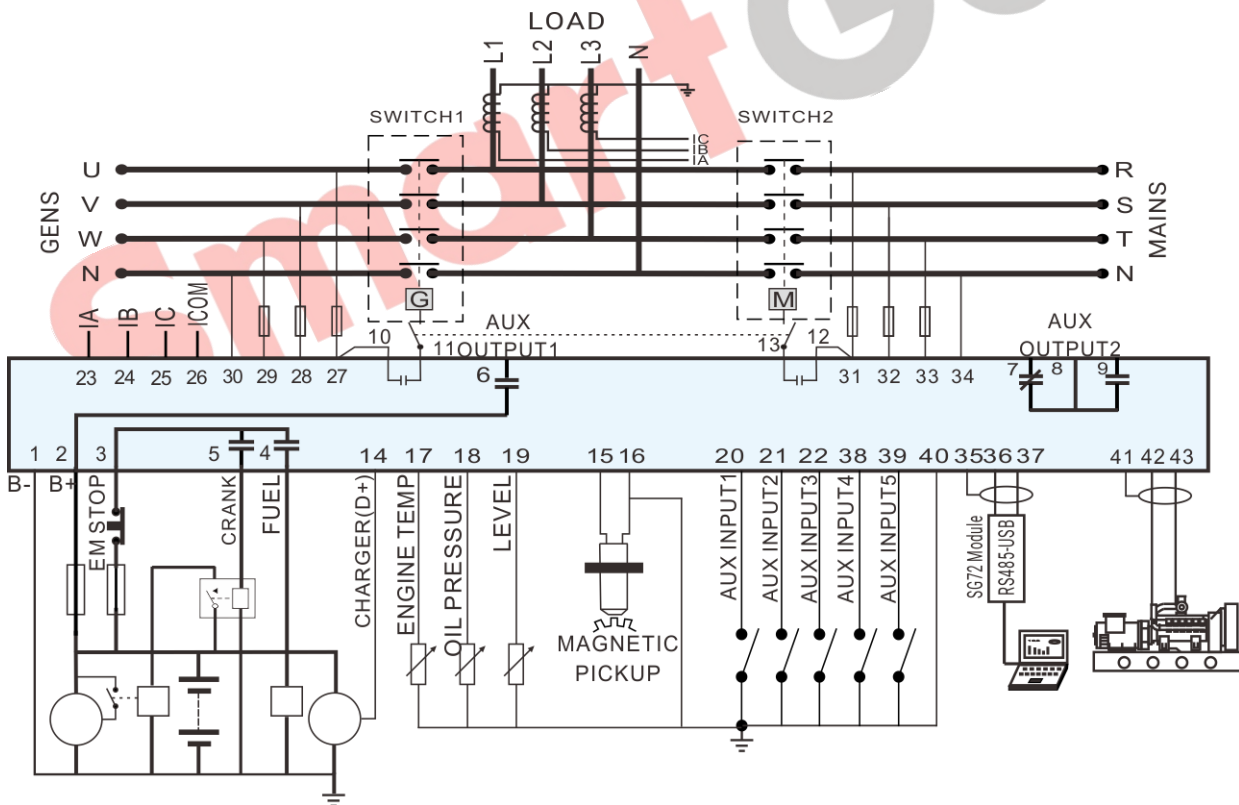 LOAD
L1 L2 L3 N
SWITCH1 SWITCH2
IC
IB
IA
U R
V S
W T
N N
GENS MAINS
SmartG
G M
IA IB IC ICOM
10 AUX 13 12 AUX
11 OUTPUT1 OUTPUT2
23 24 25 26 30 29 28 27 6 31 32 33 34 7 8 9
1 2 3 5 4 14 17 18 19 15 16 20 21 22 38 39 40 35 36 37 41 42 43
B- B+ EM STOP CRANK FUEL CHARGER(D+) ENGINE TEMP OIL PRESSURE LEVEL
MAGNETIC
PICKUP
AUX INPUT1 AUX INPUT2 AUX INPUT3 AUX INPUT4 AUX INPUT5
SG72 Module
RS485-USB